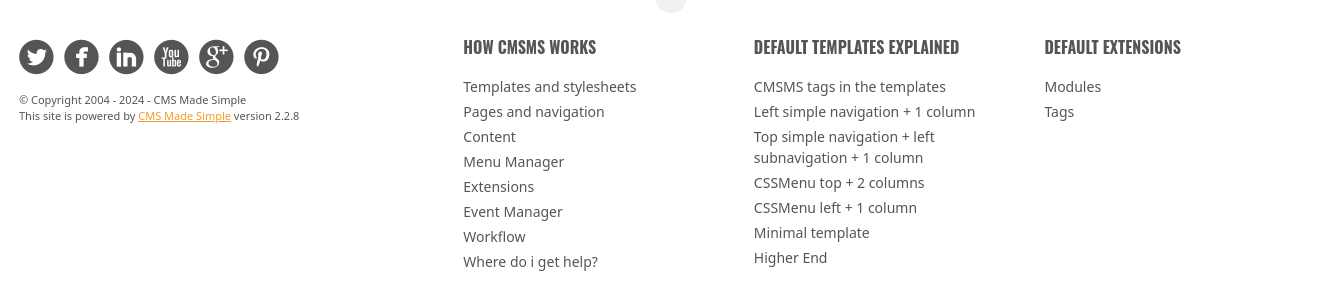 You Tube
g+
© Copyright 2004 - 2024 - CMS Made Simple
This site is powered by CMS Made Simple version 2.2.8
HOW CMSMS WORKS
Templates and stylesheets
Pages and navigation
Content
Menu Manager
Extensions
Event Manager
Workflow
Where do i get help?
DEFAULT TEMPLATES EXPLAINED
CMSMS tags in the templates
Left simple navigation + 1 column
Top simple navigation + left
subnavigation + 1 column
CSSMenu top + 2 columns
CSSMenu left + 1 column
Minimal template
Higher End
DEFAULT EXTENSIONS
Modules
Tags